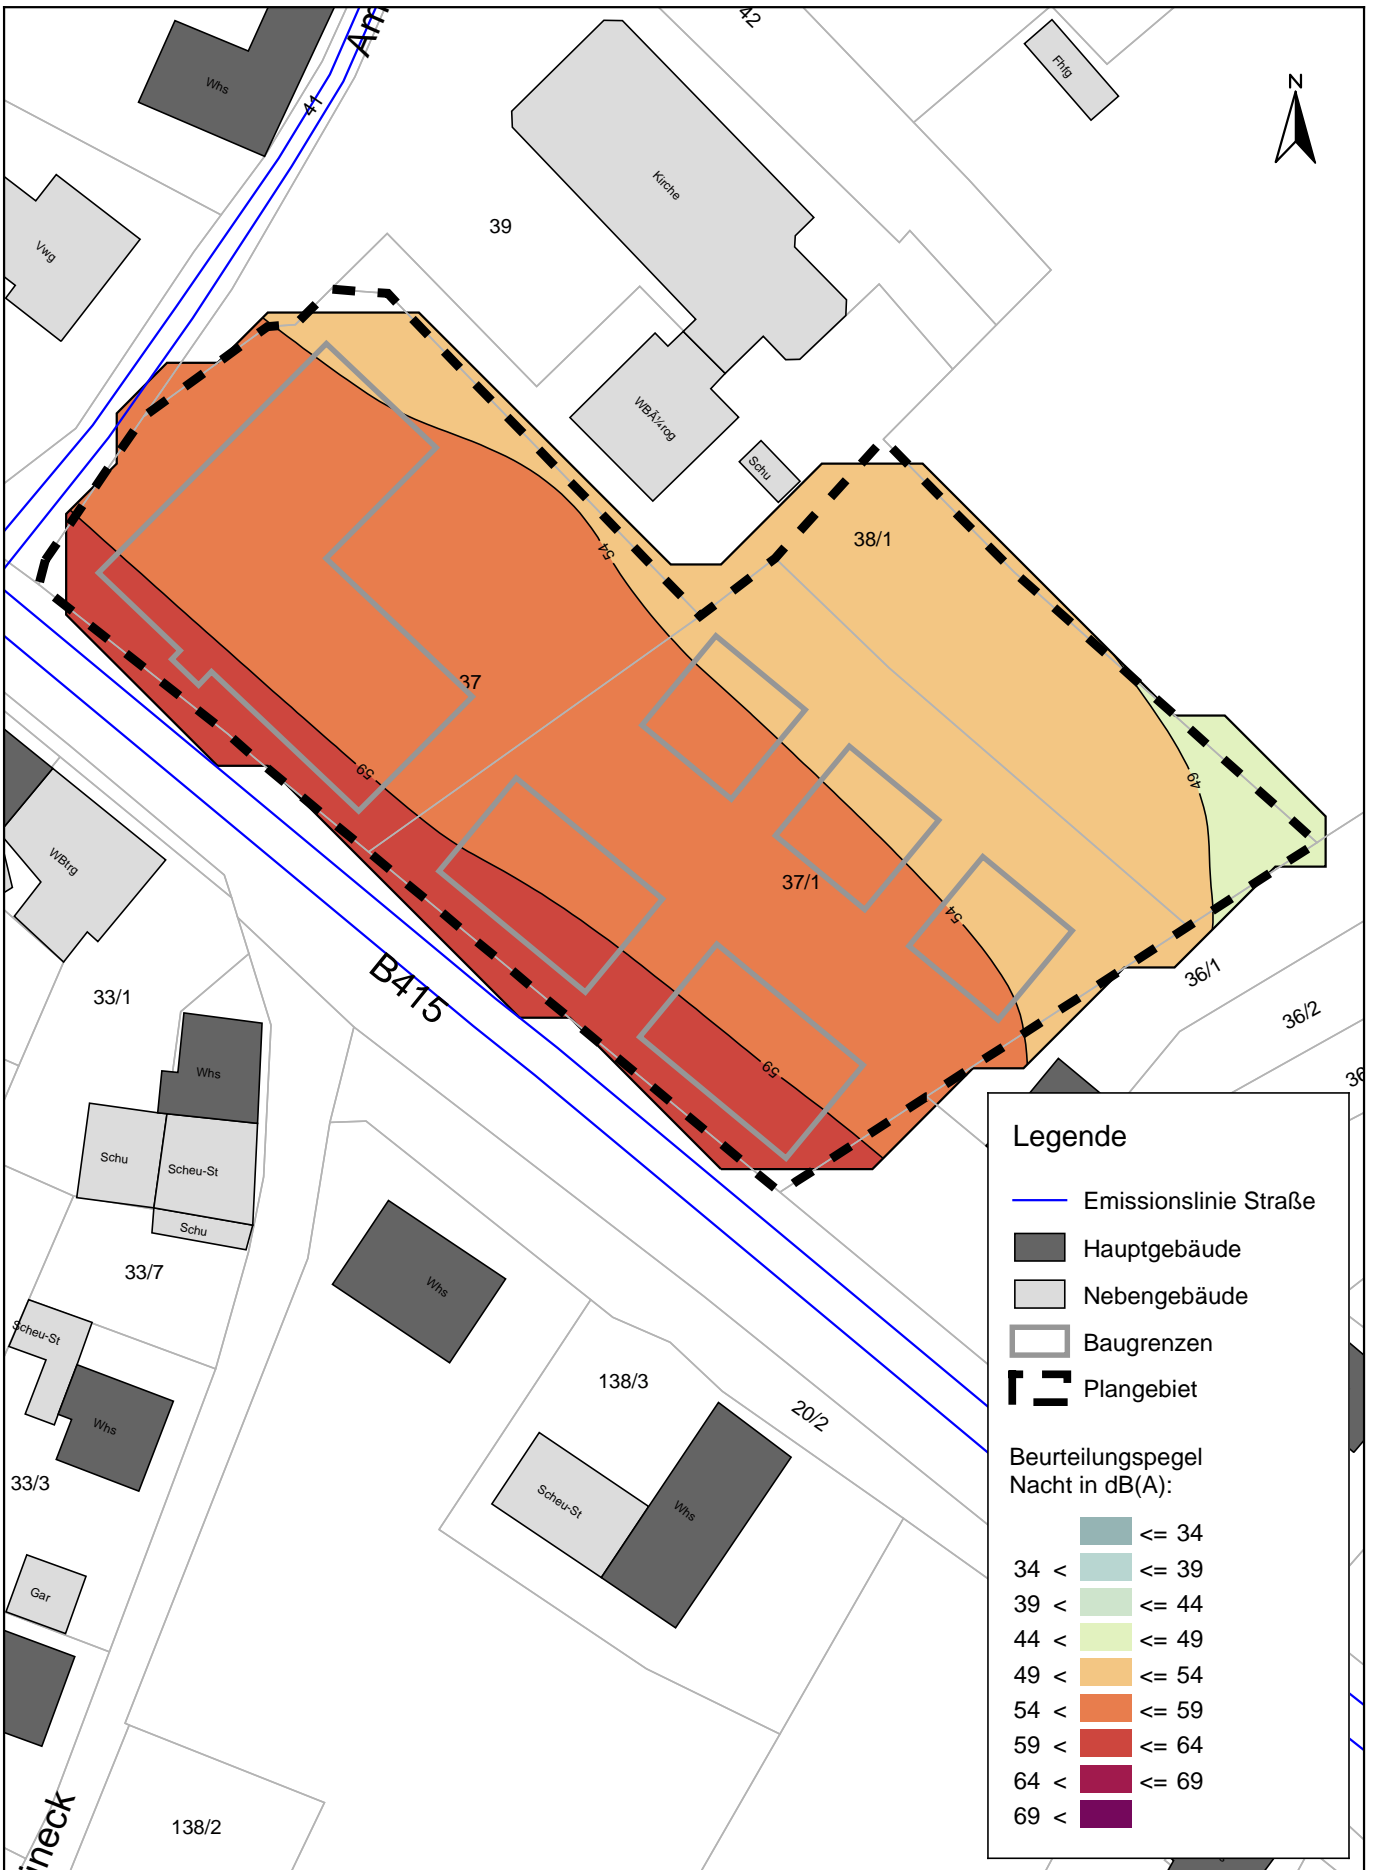 Am
42
41
Whs
Fhfg
N
Kirche
39
Vwg
WBÃ¼rog
Schu
54
38/1
37
59
49
37/1
54
WBtrg
B415
33/1
36/1
36/2
59
36
Whs
Schu
Scheu-St
Schu
33/7
Whs
Scheu-St
Whs
138/3
20/2
33/3
Scheu-St
Whs
Gar
138/2
ineck
Legende
Emissionslinie Straße
Hauptgebäude
Nebengebäude
Baugrenzen
Plangebiet
Beurteilungspegel
Nacht in dB(A):
<= 34
34 < <= 39
39 < <= 44
44 < <= 49
49 < <= 54
54 < <= 59
59 < <= 64
64 < <= 69
69 <